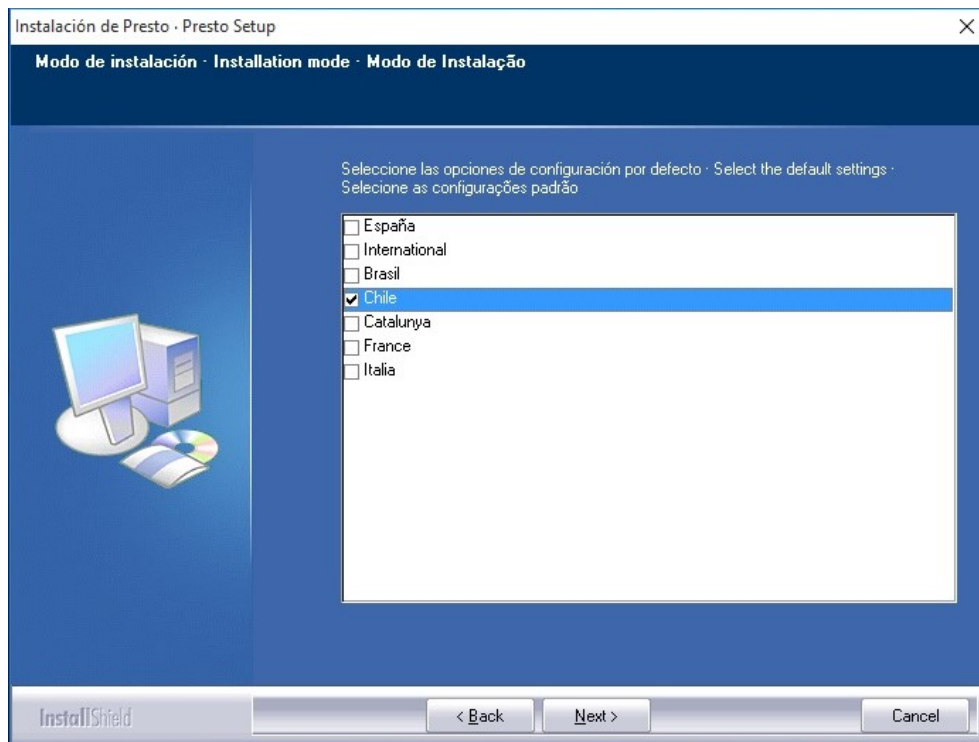 Instalación de Presto · Presto Setup
Modo de instalación · Installation mode · Modo de Instalação
Seleccione las opciones de configuración por defecto · Select the default settings ·
Selecione as configurações padrão
España
International
Brasil
Chile
Catalunya
France
Italia
InstallShield
< Back
Next >
Cancel